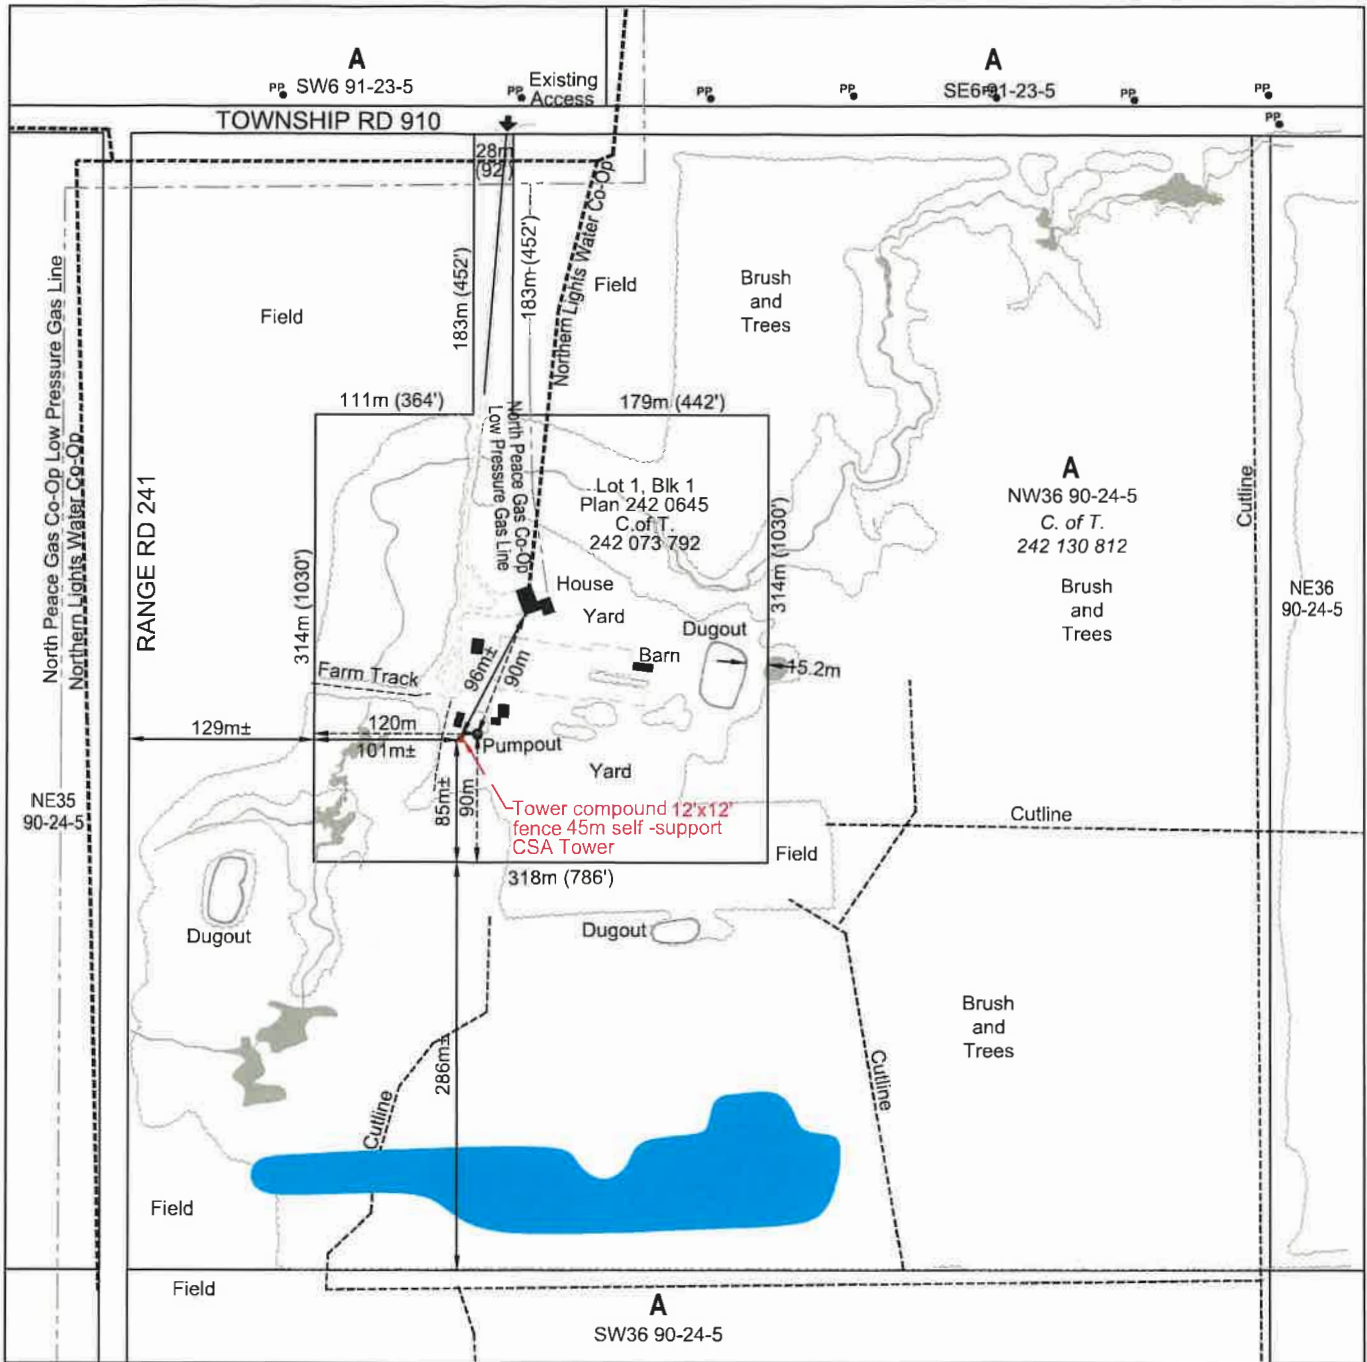 A
SW6 91-23-5
PP
PP
Existing
Access
PP
PP
A
SE6 91-23-5
PP
PP
PP
PP
TOWNSHIP RD 910
28m
(92')
183m (452')
183m (452')
Northern Lights Water Co-Op
Field
Field
Brush
and
Trees
North Peace Gas Co-Op Low Pressure Gas Line
Northern Lights Water Co-Op
RANGE RD 241
111m (364')
179m (442')
North Peace Gas Co-Op
Low Pressure Gas Line
Lot 1, Blk 1
Plan 242 0645
C.of T.
242 073 792
A
NW36 90-24-5
C. of T.
242 130 812
Brush
and
Trees
Cutline
NE36
90-24-5
314m (1030')
314m (1030')
House
Yard
Dugout
Barn
15.2m
96m±
90m
Farm Track
129m±
120m
101m±
Pumpout
Yard
85m±
90m
Tower compound 12'x12'
fence 45m self -support
CSA Tower
NE35
90-24-5
Cutline
Field
318m (786')
Dugout
Dugout
Brush
and
Trees
286m±
Cutline
Cutline
Field
Field
A
SW36 90-24-5